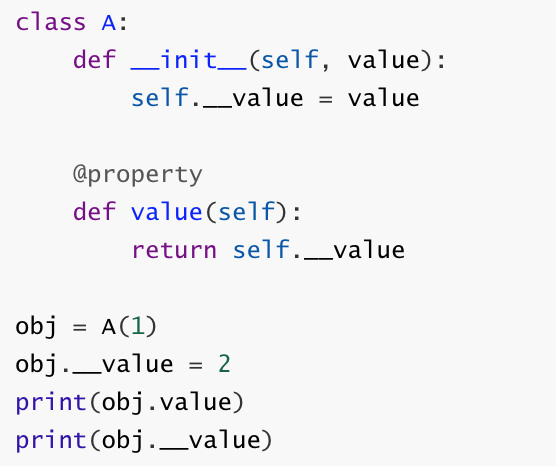 class A:
    def __init__(self, value):
        self.__value = value

    @property
    def value(self):
        return self.__value

obj = A(1)
obj.__value = 2
print(obj.value)
print(obj.__value)